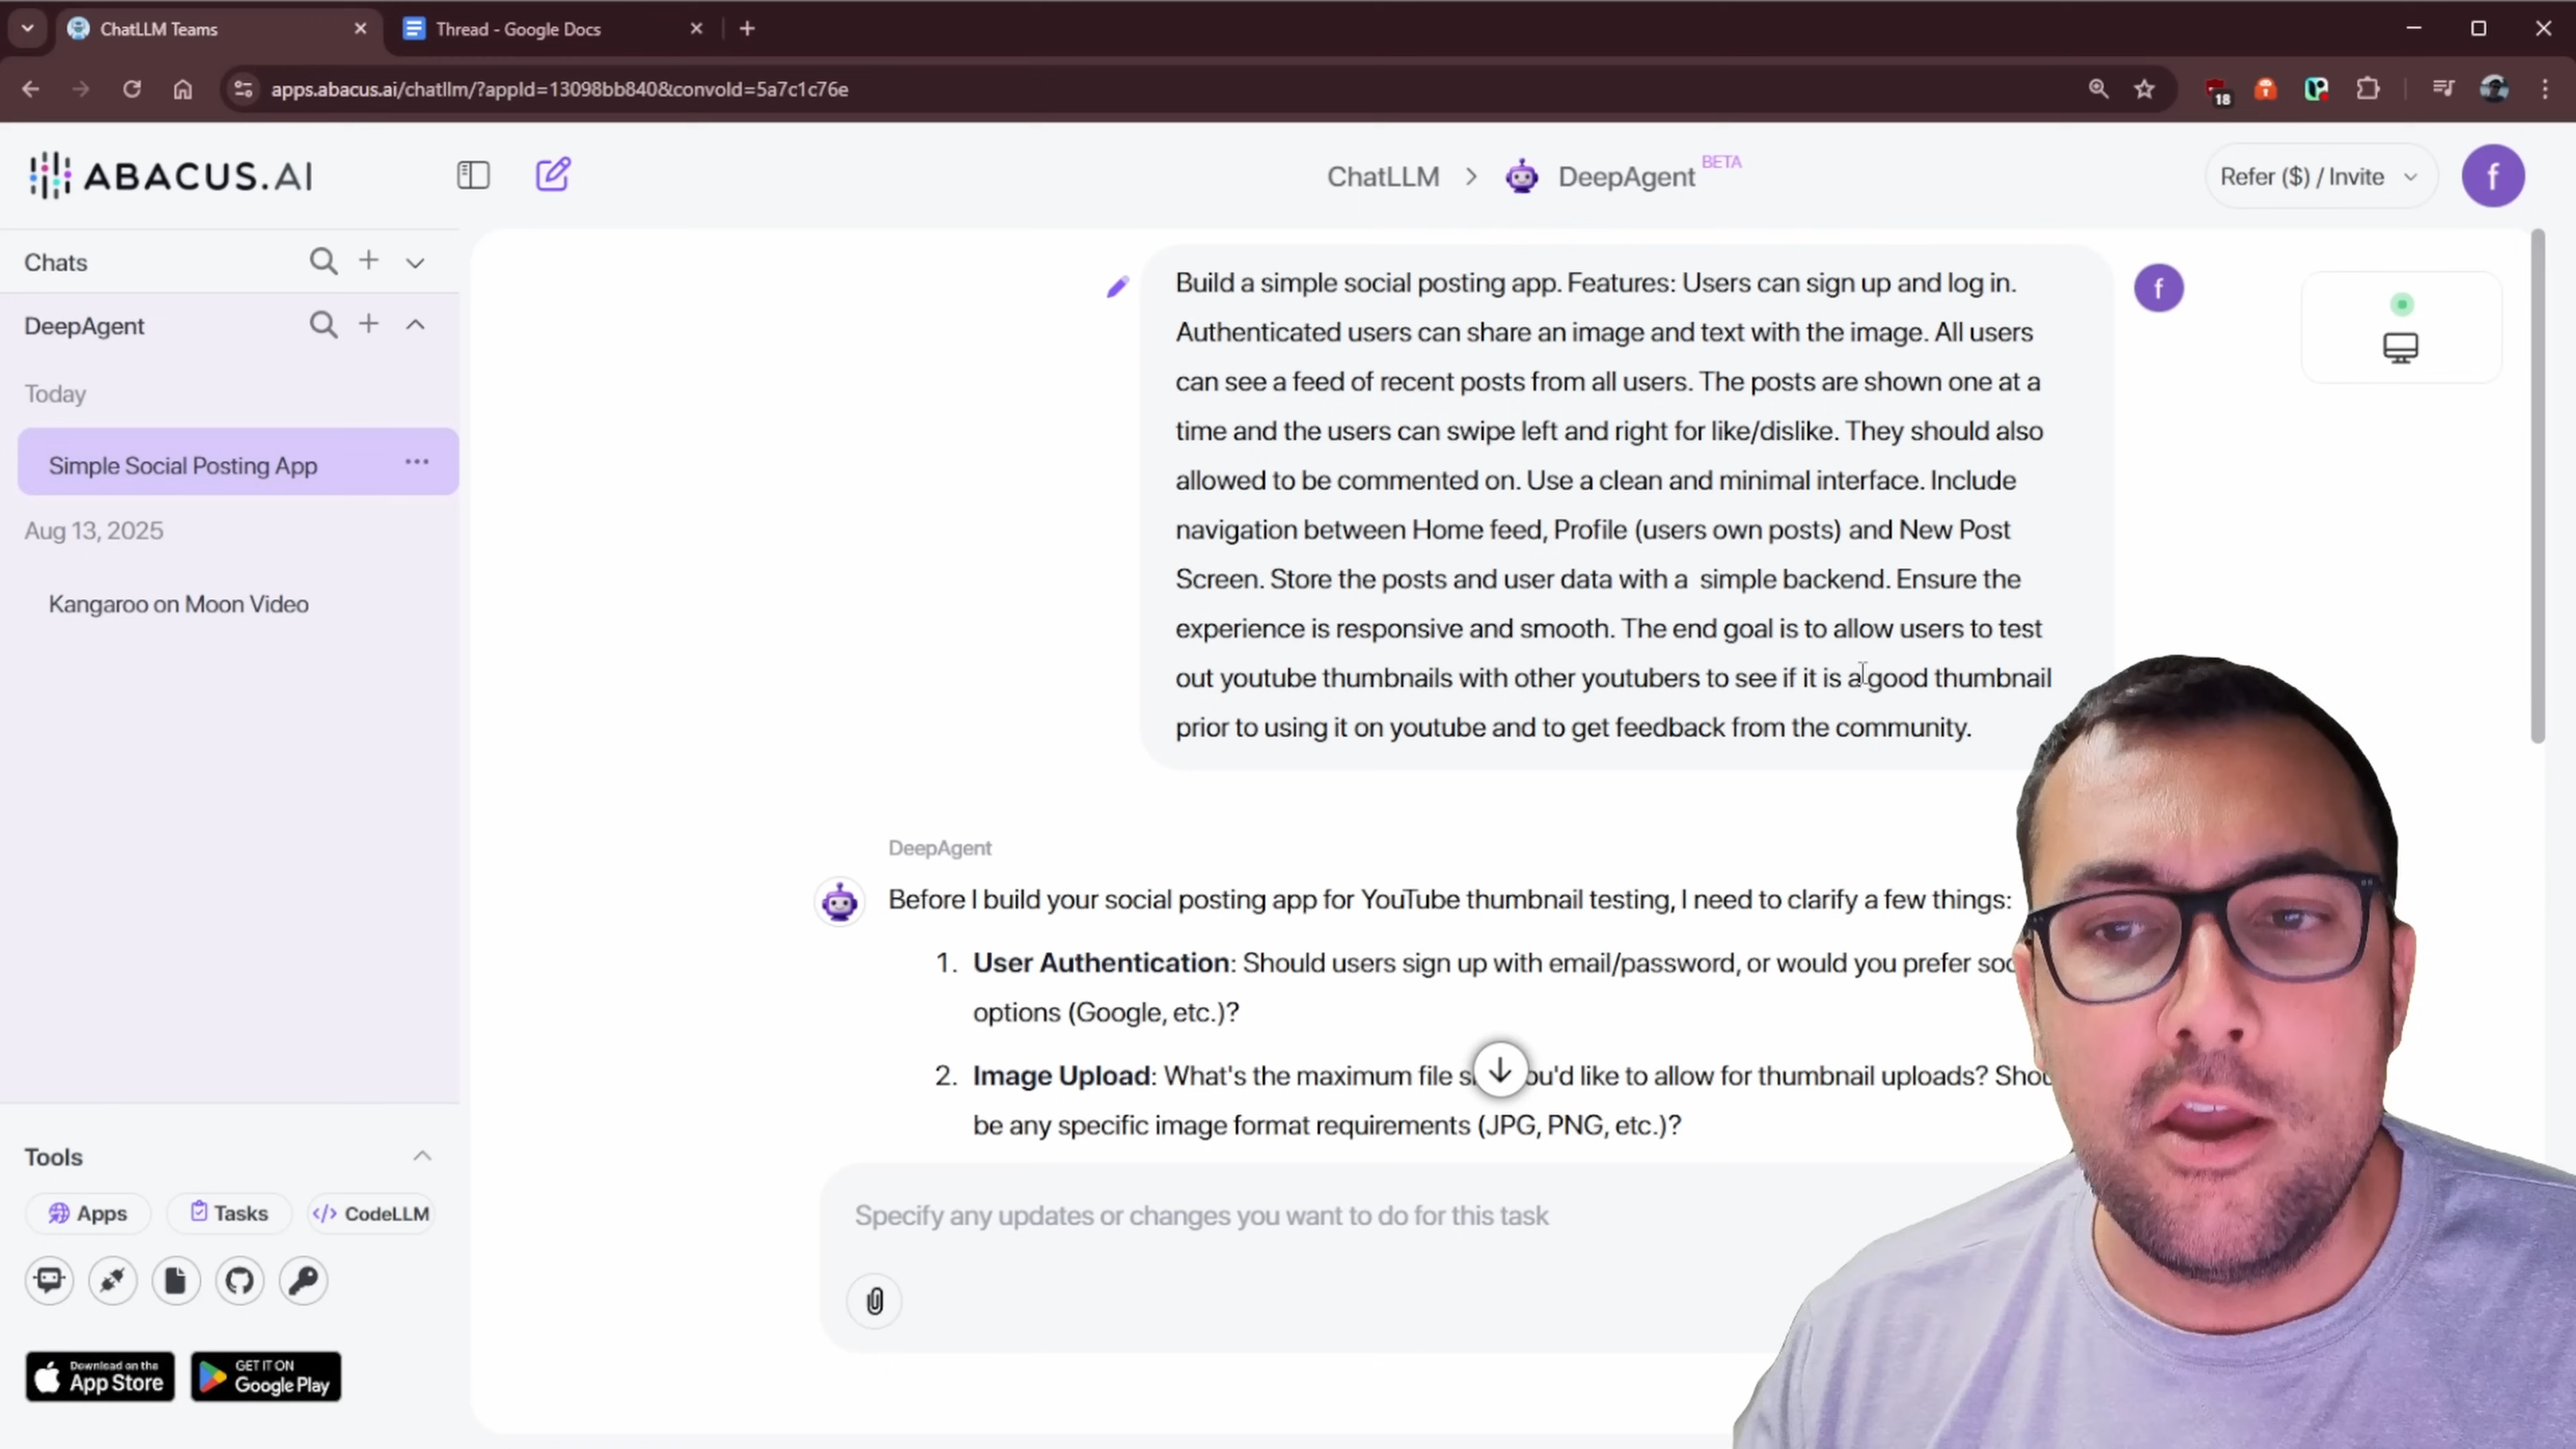 ChatLLM Teams
Thread - Google Docs
apps.abacus.ai/chatllm/?appId=13098bb840&convoId=5a7c1c76e
18
ABACUS.AI
ChatLLM > DeepAgent BETA
Refer ($) / Invite
f
Chats
DeepAgent
Today
Simple Social Posting App
Aug 13, 2025
Kangaroo on Moon Video
Build a simple social posting app. Features: Users can sign up and log in.
Authenticated users can share an image and text with the image. All users
can see a feed of recent posts from all users. The posts are shown one at a
time and the users can swipe left and right for like/dislike. They should also
allowed to be commented on. Use a clean and minimal interface. Include
navigation between Home feed, Profile (users own posts) and New Post
Screen. Store the posts and user data with a simple backend. Ensure the
experience is responsive and smooth. The end goal is to allow users to test
out youtube thumbnails with other youtubers to see if it is a good thumbnail
prior to using it on youtube and to get feedback from the community.
f
DeepAgent
Before I build your social posting app for YouTube thumbnail testing, I need to clarify a few things:
1. User Authentication: Should users sign up with email/password, or would you prefer
options (Google, etc.)?
2. Image Upload: What's the maximum file you'd like to allow for thumbnail uploads?
be any specific image format requirements (JPG, PNG, etc.)?
Specify any updates or changes you want to do for this task
Tools
Apps
Tasks
</> CodeLLM
Download on the
App Store
GET IT ON
Google Play